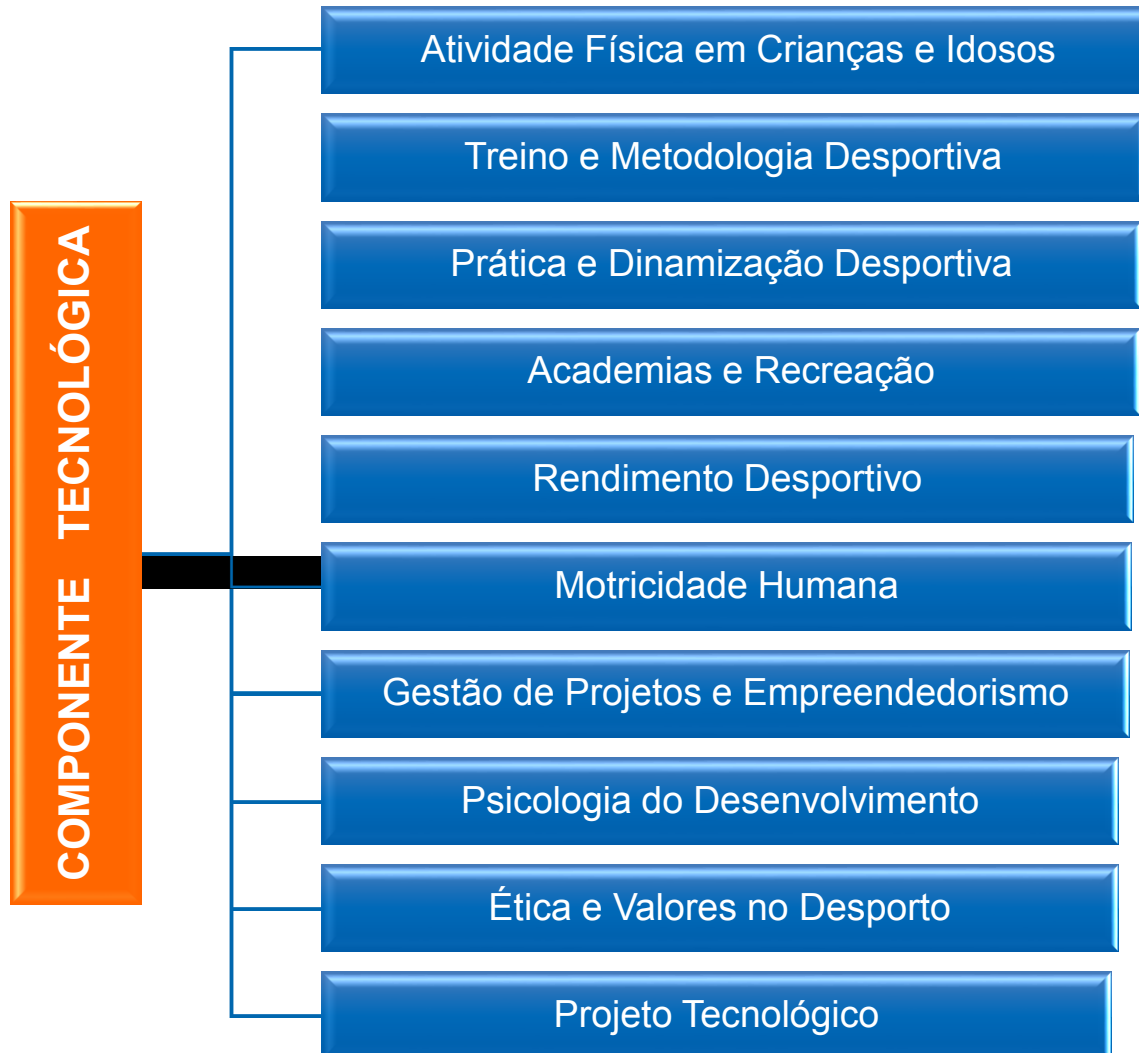 COMPONENTE TECNOLÓGICA
Atividade Física em Crianças e Idosos
Treino e Metodologia Desportiva
Prática e Dinamização Desportiva
Academias e Recreação
Rendimento Desportivo
Motricidade Humana
Gestão de Projetos e Empreendedorismo
Psicologia do Desenvolvimento
Ética e Valores no Desporto
Projeto Tecnológico